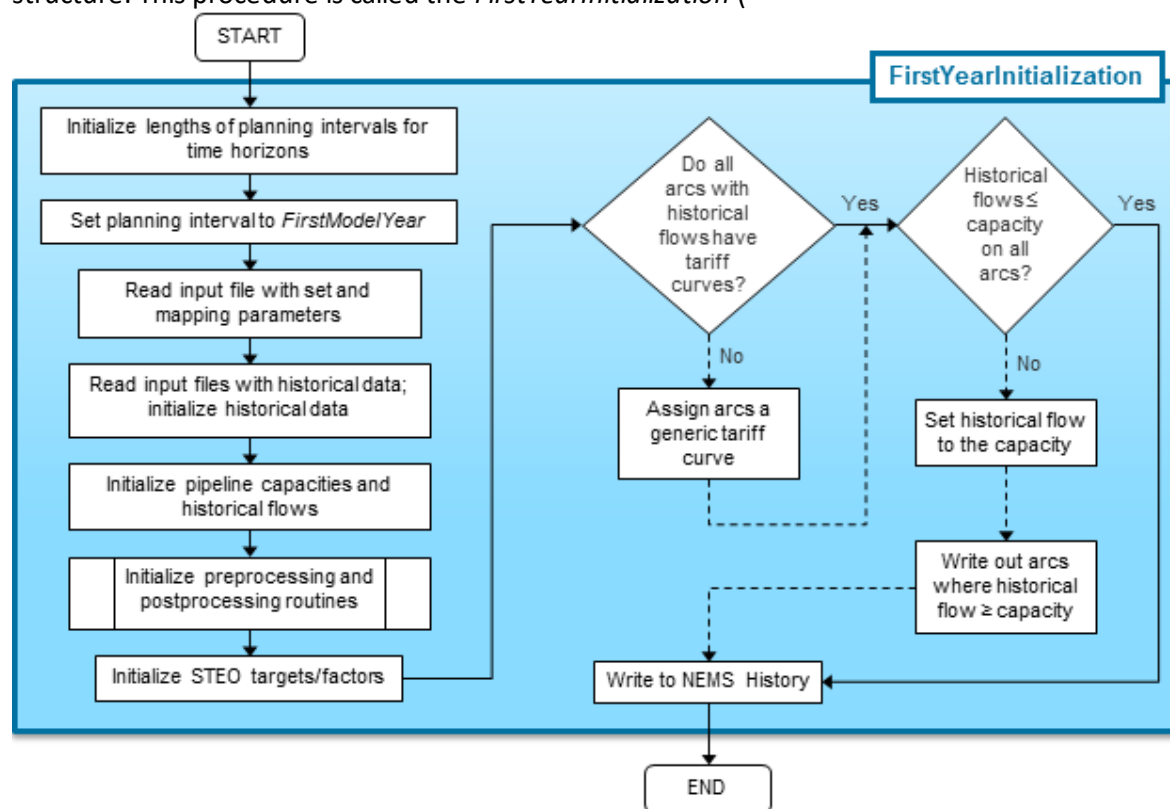 structure. This procedure is called the FirstYearInitialization (
START
FirstYearInitialization
Initialize lengths of planning intervals for
time horizons
Set planning interval to FirstModelYear
Read input file with set and
mapping parameters
Read input files with historical data;
initialize historical data
Initialize pipeline capacities and
historical flows
Initialize preprocessing and
postprocessing routines
Initialize STEO targets/factors
Do all
arcs with
historical
flows have
tariff
curves?
Yes
No
Assign arcs a
generic tariff
curve
Historical
flows ≤
capacity
on all
arcs?
Yes
No
Set historical flow
to the capacity
Write out arcs
where historical
flow ≥ capacity
Write to NEMS History
END